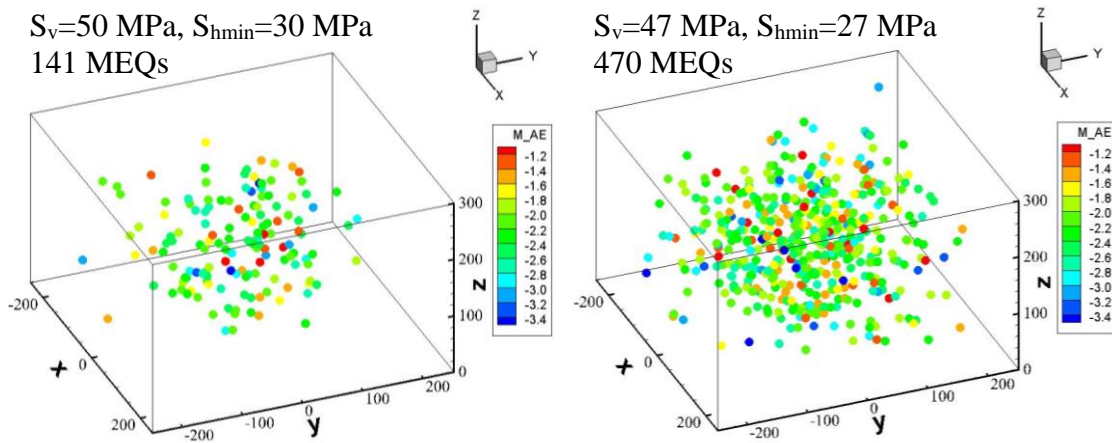 S_v=50 MPa, S_hmin=30 MPa
141 MEQs
Z
Y
X
M_AE
-1.2
-1.4
-1.6
-1.8
-2.0
-2.2
-2.4
-2.6
-2.8
-3.0
-3.2
-3.4
300
200
100
0
z
-200
0
200
x
-200
-100
0
100
200
y
S_v=47 MPa, S_hmin=27 MPa
470 MEQs
Z
Y
X
M_AE
-1.2
-1.4
-1.6
-1.8
-2.0
-2.2
-2.4
-2.6
-2.8
-3.0
-3.2
-3.4
300
200
100
0
z
-200
0
200
x
-200
-100
0
100
200
y